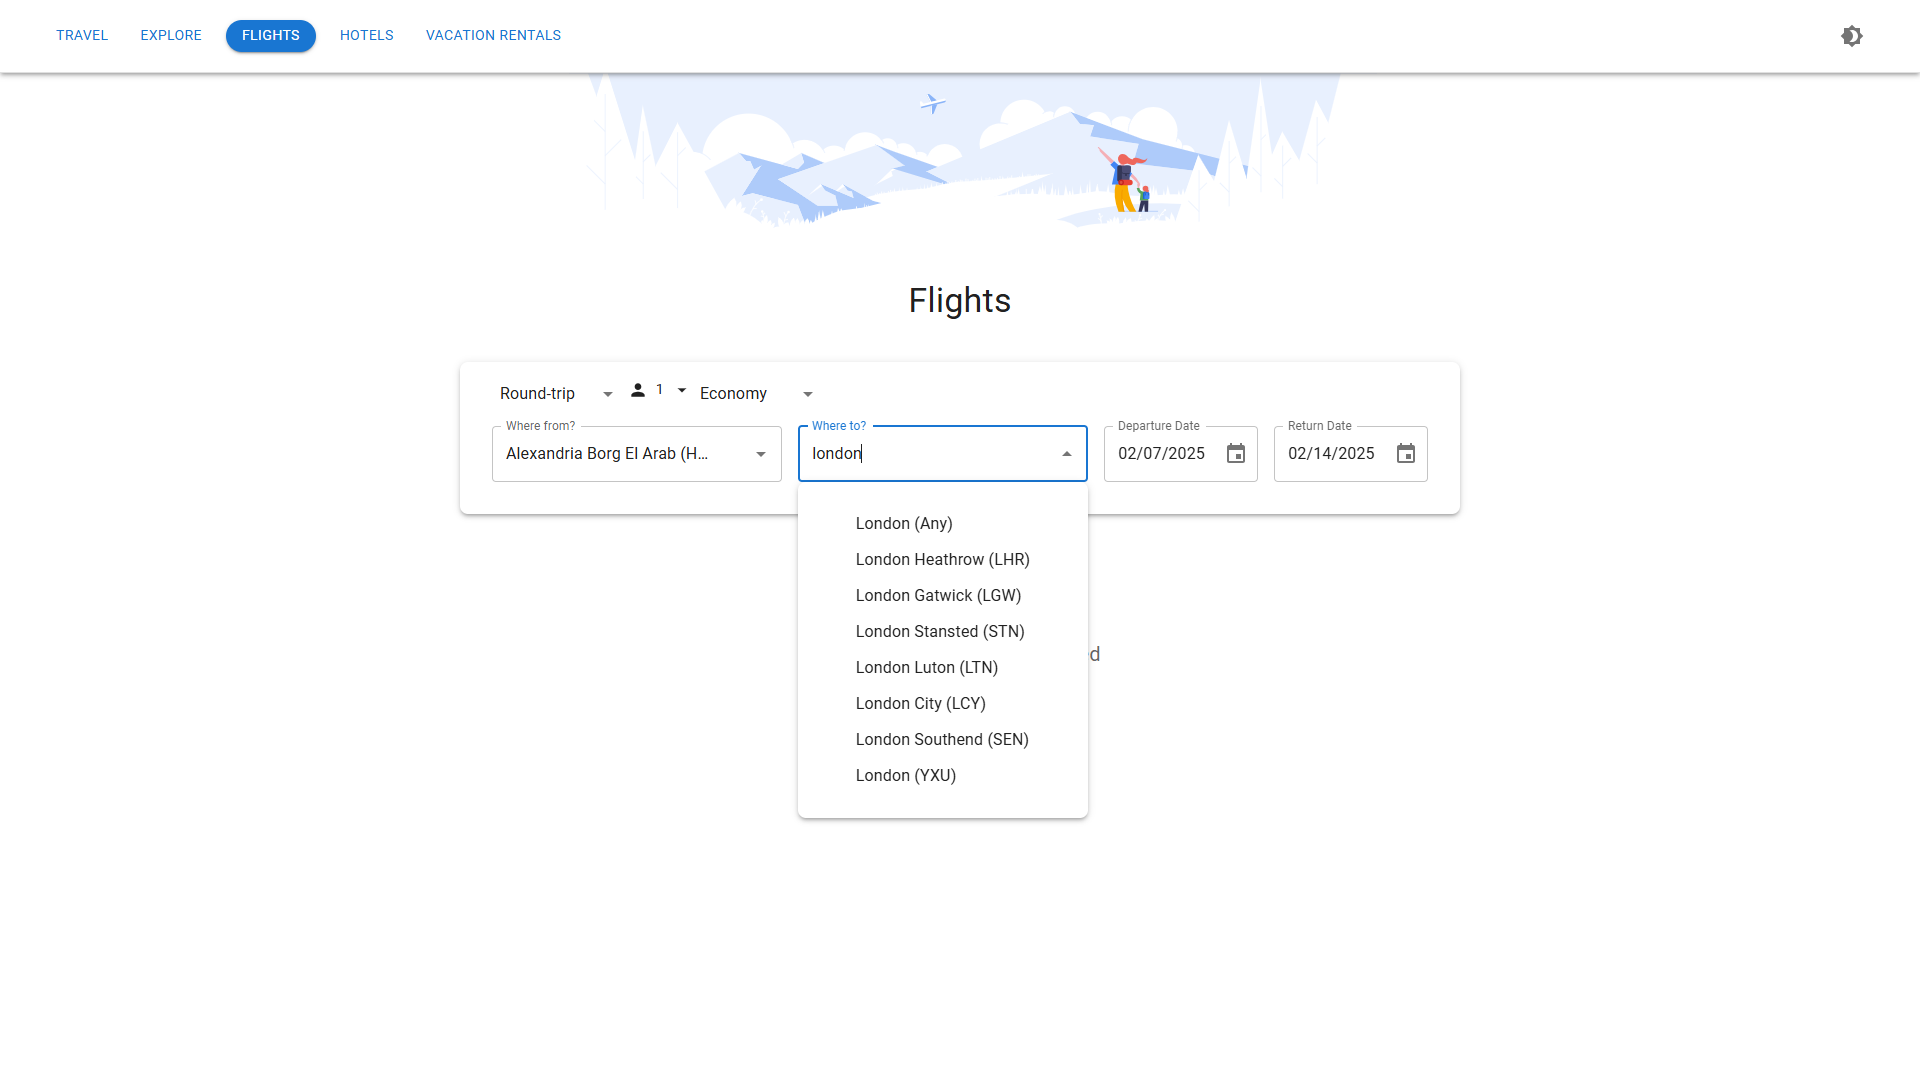 TRAVEL EXPLORE FLIGHTS HOTELS VACATION RENTALS
Flights
Round-trip 1 Economy
Where from? Where to? Departure Date Return Date
Alexandria Borg El Arab (H... london 02/07/2025 02/14/2025
London (Any)
London Heathrow (LHR)
London Gatwick (LGW)
London Stansted (STN)
London Luton (LTN)
London City (LCY)
London Southend (SEN)
London (YXU)